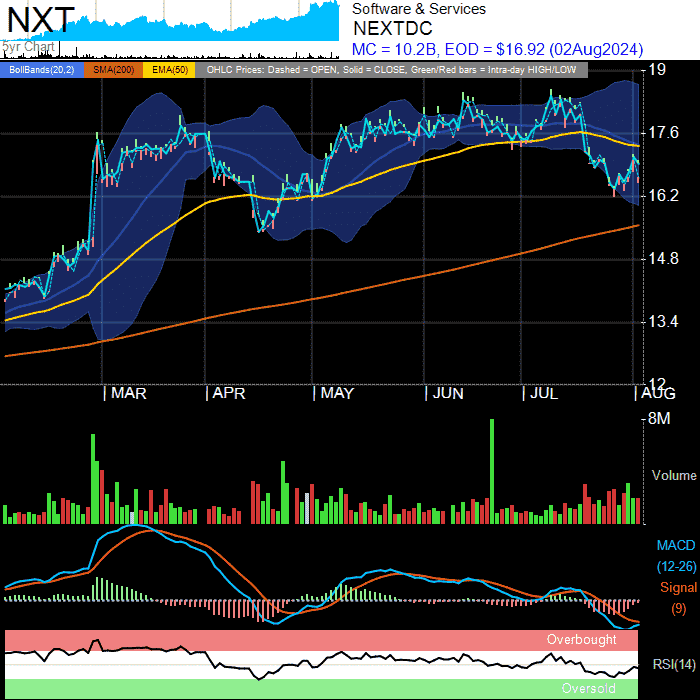 NXT
5yr Chart
Software & Services
NEXTDC
MC = 10.2B, EOD = $16.92 (02Aug2024)
BollBands(20,2) SMA(200) EMA(50) OHLC Prices: Dashed = OPEN, Solid = CLOSE, Green/Red bars = Intra-day HIGH/LOW
19
17.6
16.2
14.8
13.4
12
| MAR | APR | MAY | JUN | JUL | AUG
8M
Volume
MACD
(12-26)
Signal
(9)
Overbought
RSI(14)
Oversold